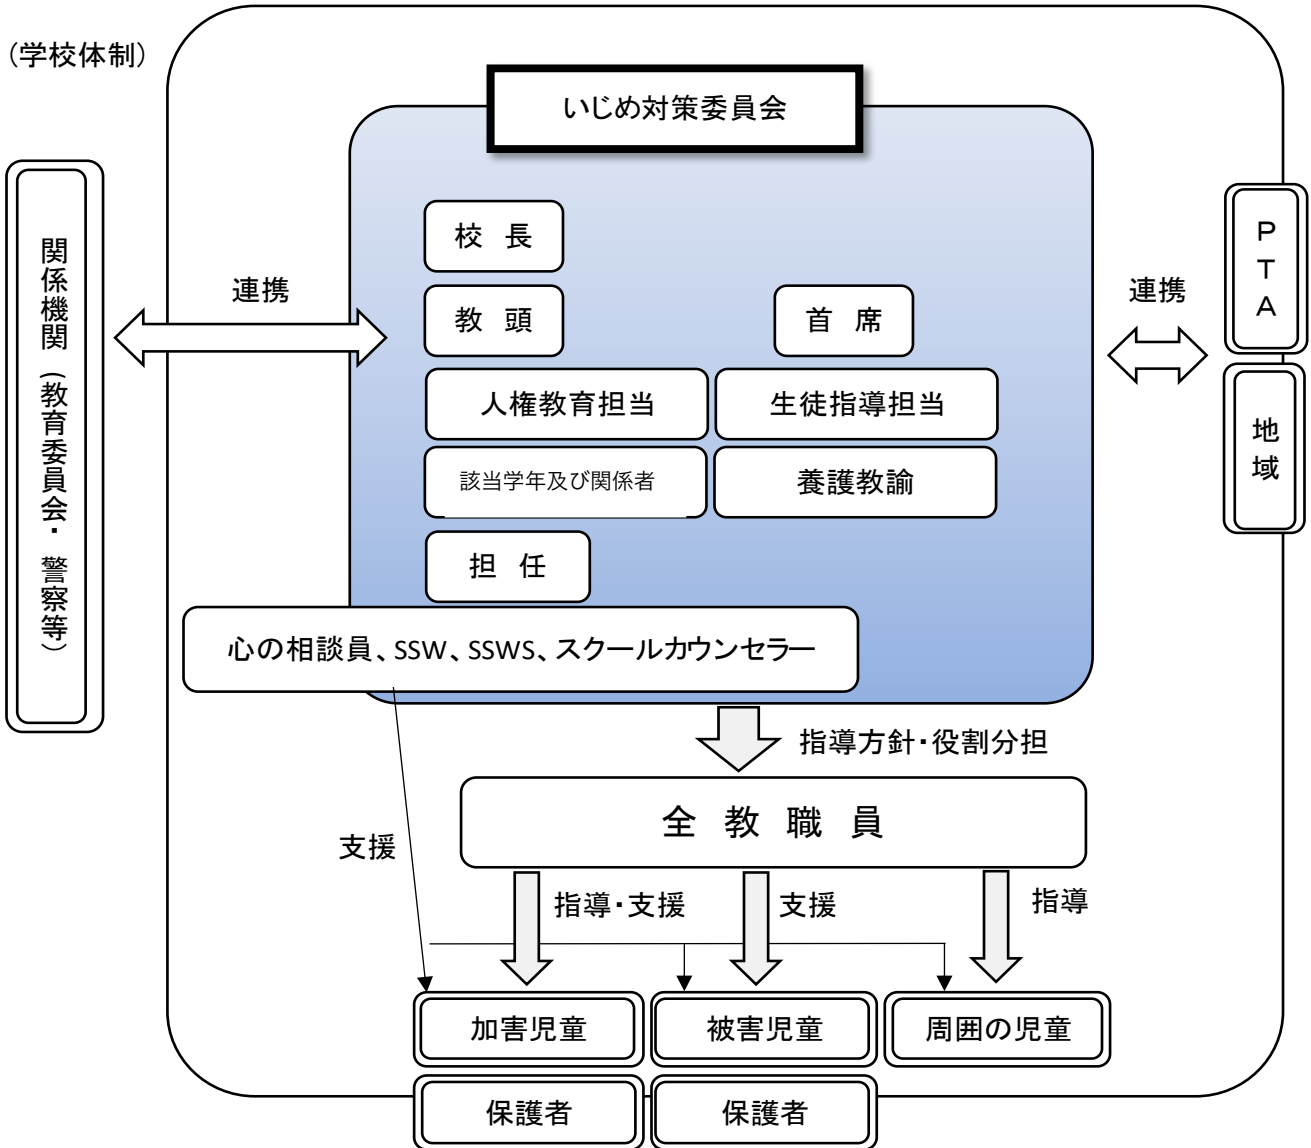 (学校体制)
いじめ対策委員会
関係機関(教育委員会・警察等)
連携
校 長
教 頭
首 席
人権教育担当
生徒指導担当
該当学年及び関係者
養護教諭
担 任
心の相談員、SSW、SSWS、スクールカウンセラー
連携
PTA
地域
指導方針・役割分担
全 教 職 員
支援
指導・支援
支援
指導
加害児童
被害児童
周囲の児童
保護者
保護者